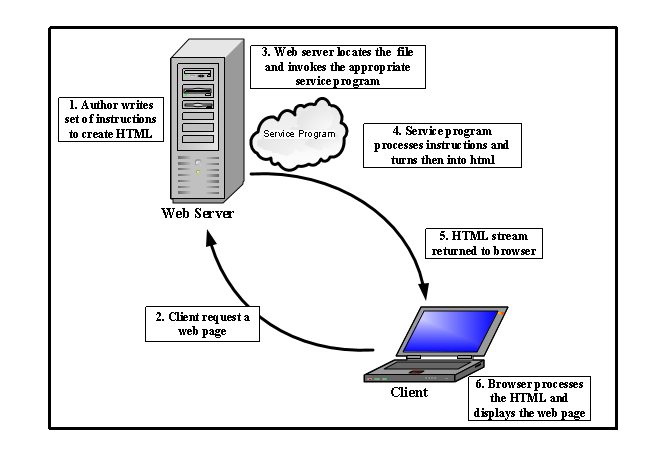 1. Author writes
set of instructions
to create HTML
Web Server
3. Web server locates the file
and invokes the appropriate
service program
Service Program
4. Service program
processes instructions and
turns then into html
5. HTML stream
returned to browser
2. Client request a
web page
Client
6. Browser processes
the HTML and
displays the web page